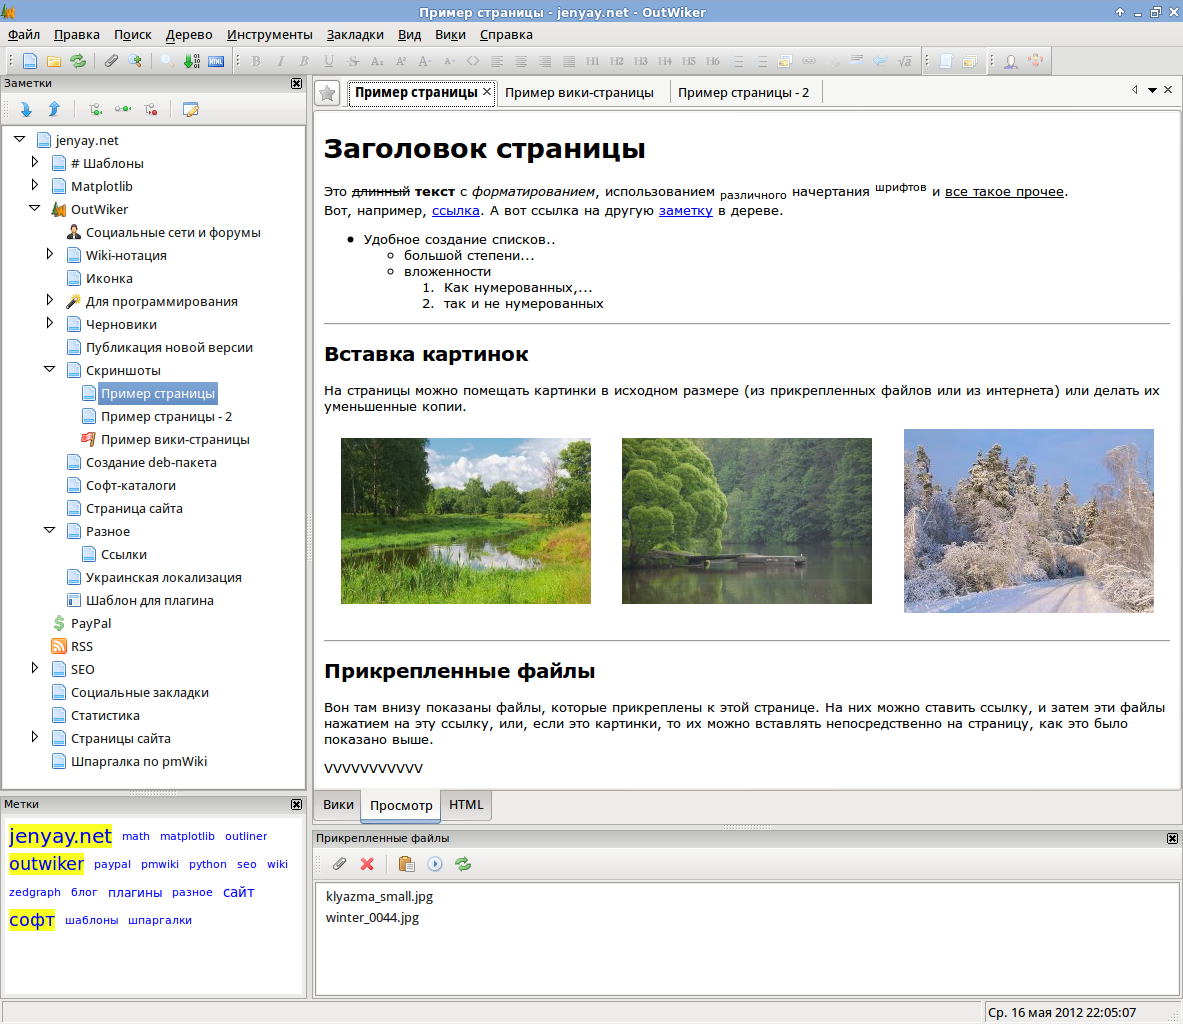 Пример страницы - jenyay.net - OutWiker
Файл Правка Поиск Дерево Инструменты Закладки Вид Вики Справка
HTML B I U S H1 H2 H3 H4 H5 H6
Заметки
jenyay.net
# Шаблоны
Matplotlib
OutWiker
Социальные сети и форумы
Wiki-нотация
Иконка
Для программирования
Черновики
Публикация новой версии
Скриншоты
Пример страницы
Пример страницы - 2
Пример вики-страницы
Создание deb-пакета
Софт-каталоги
Страница сайта
Разное
Ссылки
Украинская локализация
Шаблон для плагина
PayPal
RSS
SEO
Социальные закладки
Статистика
Страницы сайта
Шпаргалка по pmWiki
Метки
jenyay.net math matplotlib outliner
outwiker paypal pmwiki python seo wiki
zedgraph блог плагины разное сайт
софт шаблоны шпаргалки
Пример страницы Пример вики-страницы Пример страницы - 2
Заголовок страницы
Это длинный текст с форматированием, использованием различного начертания шрифтов и все такое прочее.
Вот, например, ссылка. А вот ссылка на другую заметку в дереве.
• Удобное создание списков..
◦ большой степени...
◦ вложенности
1. Как нумерованных,...
2. так и не нумерованных
Вставка картинок
На страницы можно помещать картинки в исходном размере (из прикрепленных файлов или из интернета) или делать их
уменьшенные копии.
Прикрепленные файлы
Вон там внизу показаны файлы, которые прикреплены к этой странице. На них можно ставить ссылку, и затем эти файлы
нажатием на эту ссылку, или, если это картинки, то их можно вставлять непосредственно на страницу, как это было
показано выше.
VVVVVVVVVVV
Вики Просмотр HTML
Прикрепленные файлы
klyazma_small.jpg
winter_0044.jpg
Ср. 16 мая 2012 22:05:07